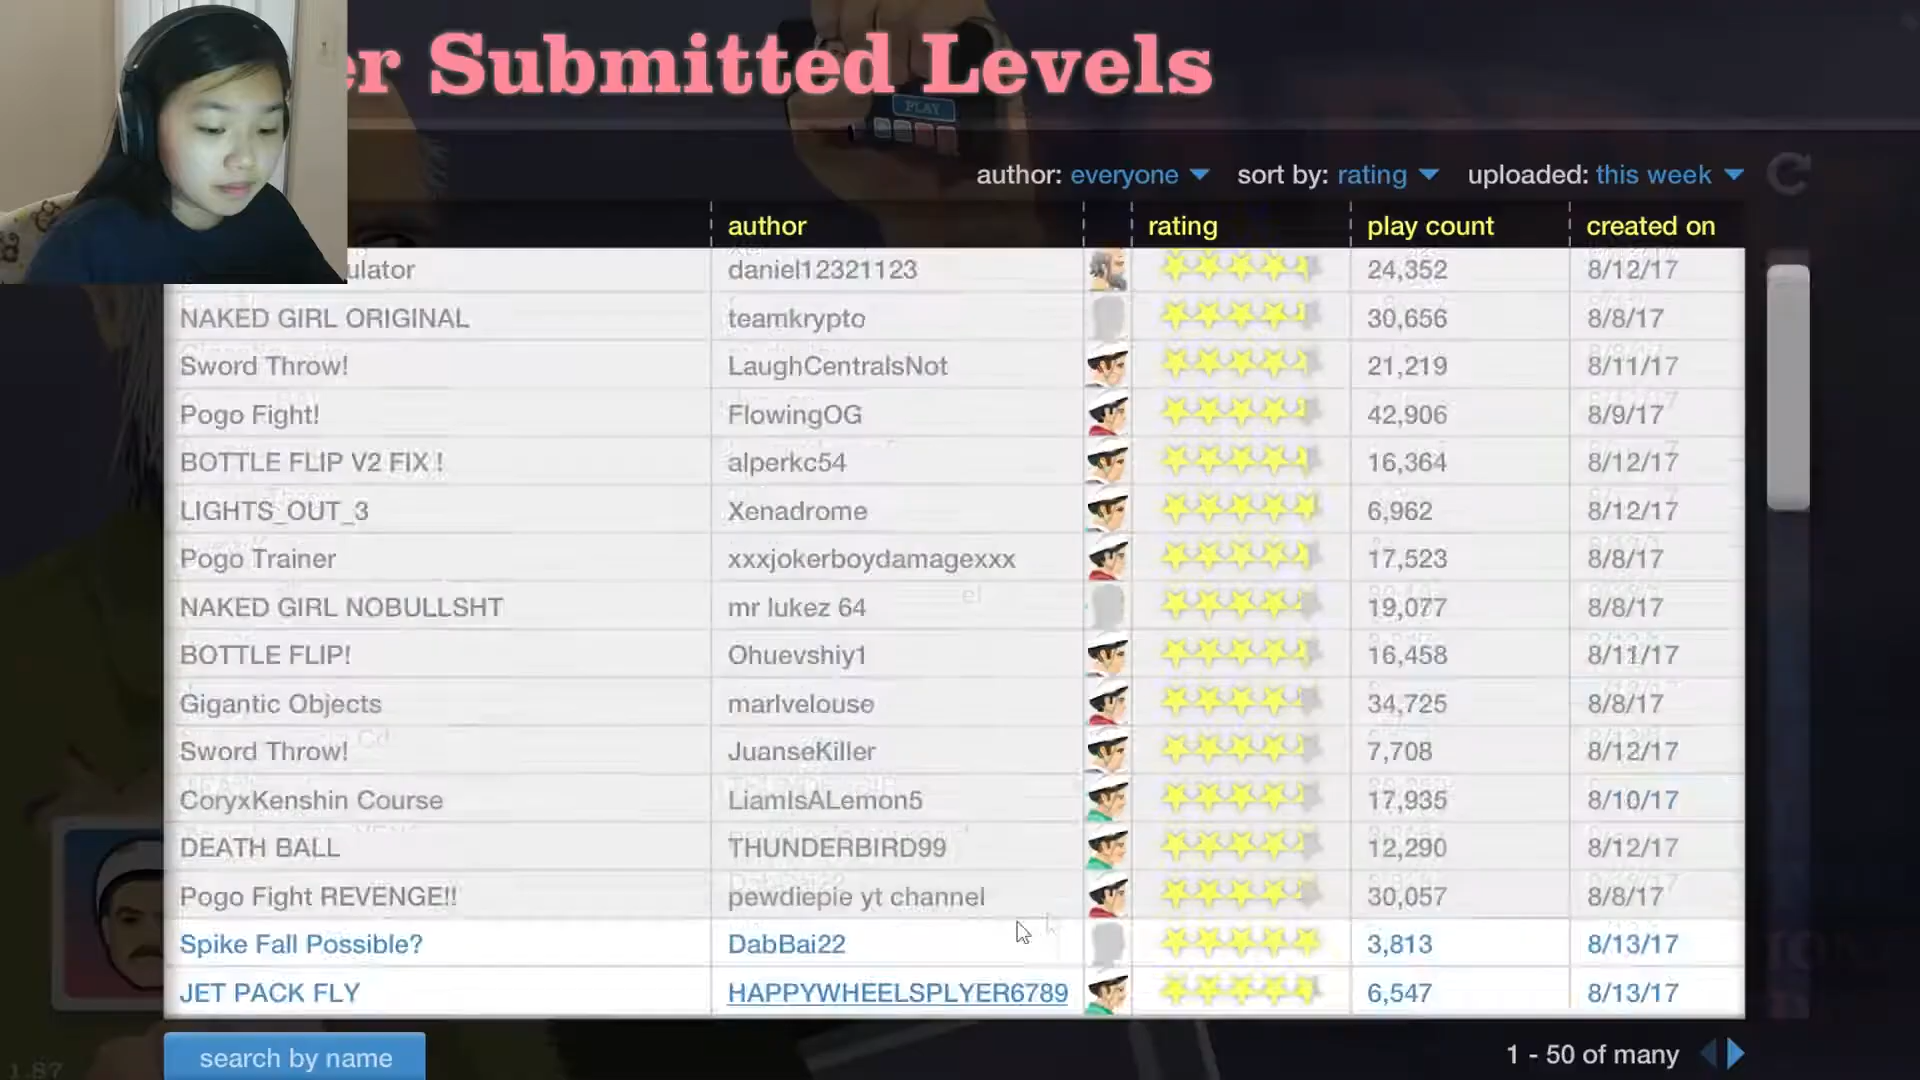 er Submitted Levels
PLAY
author: everyone sort by: rating uploaded: this week
author rating play count created on
ulator daniel12321123 24,352 8/12/17
NAKED GIRL ORIGINAL teamkrypto 30,656 8/8/17
Sword Throw! LaughCentralsNot 21,219 8/11/17
Pogo Fight! FlowingOG 42,906 8/9/17
BOTTLE FLIP V2 FIX ! alperkc54 16,364 8/12/17
LIGHTS_OUT_3 Xenadrome 6,962 8/12/17
Pogo Trainer xxxjokerboydamagexxx 17,523 8/8/17
NAKED GIRL NOBULLSHT mr lukez 64 19,077 8/8/17
BOTTLE FLIP! Ohuevshiy1 16,458 8/11/17
Gigantic Objects marlvelouse 34,725 8/8/17
Sword Throw! JuanseKiller 7,708 8/12/17
CoryxKenshin Course LiamIsALemon5 17,935 8/10/17
DEATH BALL THUNDERBIRD99 12,290 8/12/17
Pogo Fight REVENGE!! pewdiepie yt channel 30,057 8/8/17
Spike Fall Possible? DabBai22 3,813 8/13/17
JET PACK FLY HAPPYWHEELSPLYER6789 6,547 8/13/17
search by name 1 - 50 of many
1.87